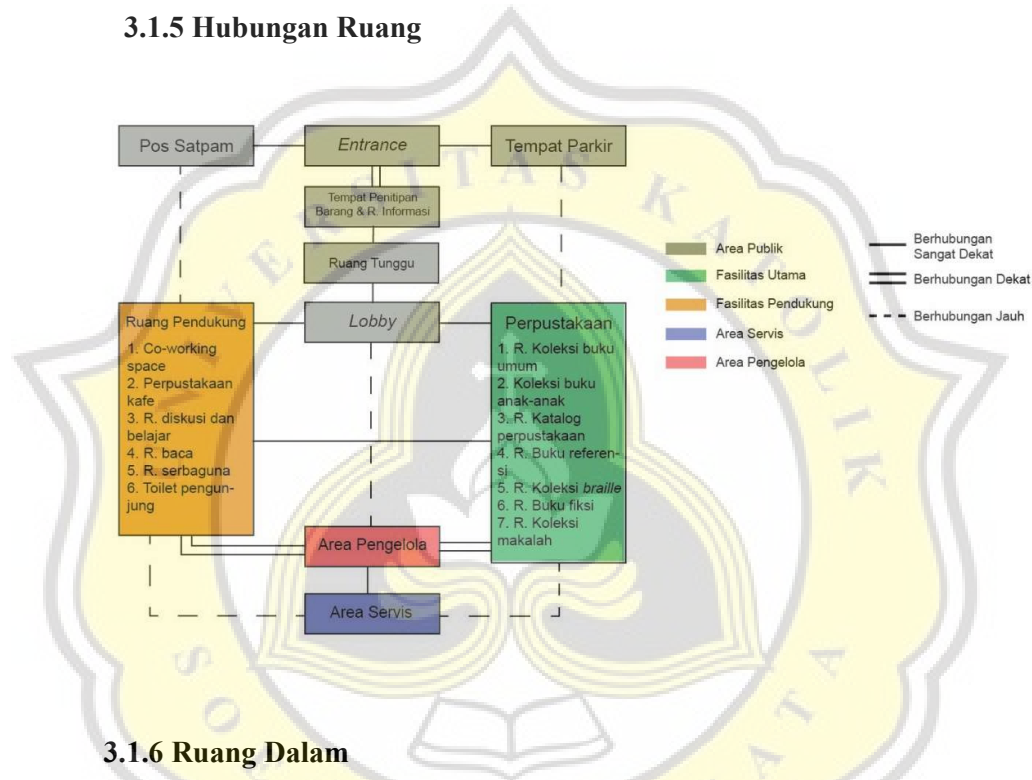 3.1.5 Hubungan Ruang
Pos Satpam
Entrance
Tempat Parkir
Tempat Penitipan
Barang & R. Informasi
Ruang Tunggu
Lobby
Ruang Pendukung
1. Co-working
space
2. Perpustakaan
kafe
3. R. diskusi dan
belajar
4. R. baca
5. R. serbaguna
6. Toilet pengun-
jung
Perpustakaan
1. R. Koleksi buku
umum
2. Koleksi buku
anak-anak
3. R. Katalog
perpustakaan
4. R. Buku referen-
si
5. R. Koleksi braille
6. R. Buku fiksi
7. R. Koleksi
makalah
Area Pengelola
Area Servis
Area Publik
Fasilitas Utama
Fasilitas Pendukung
Area Servis
Area Pengelola
Berhubungan
Sangat Dekat
Berhubungan Dekat
Berhubungan Jauh
3.1.6 Ruang Dalam